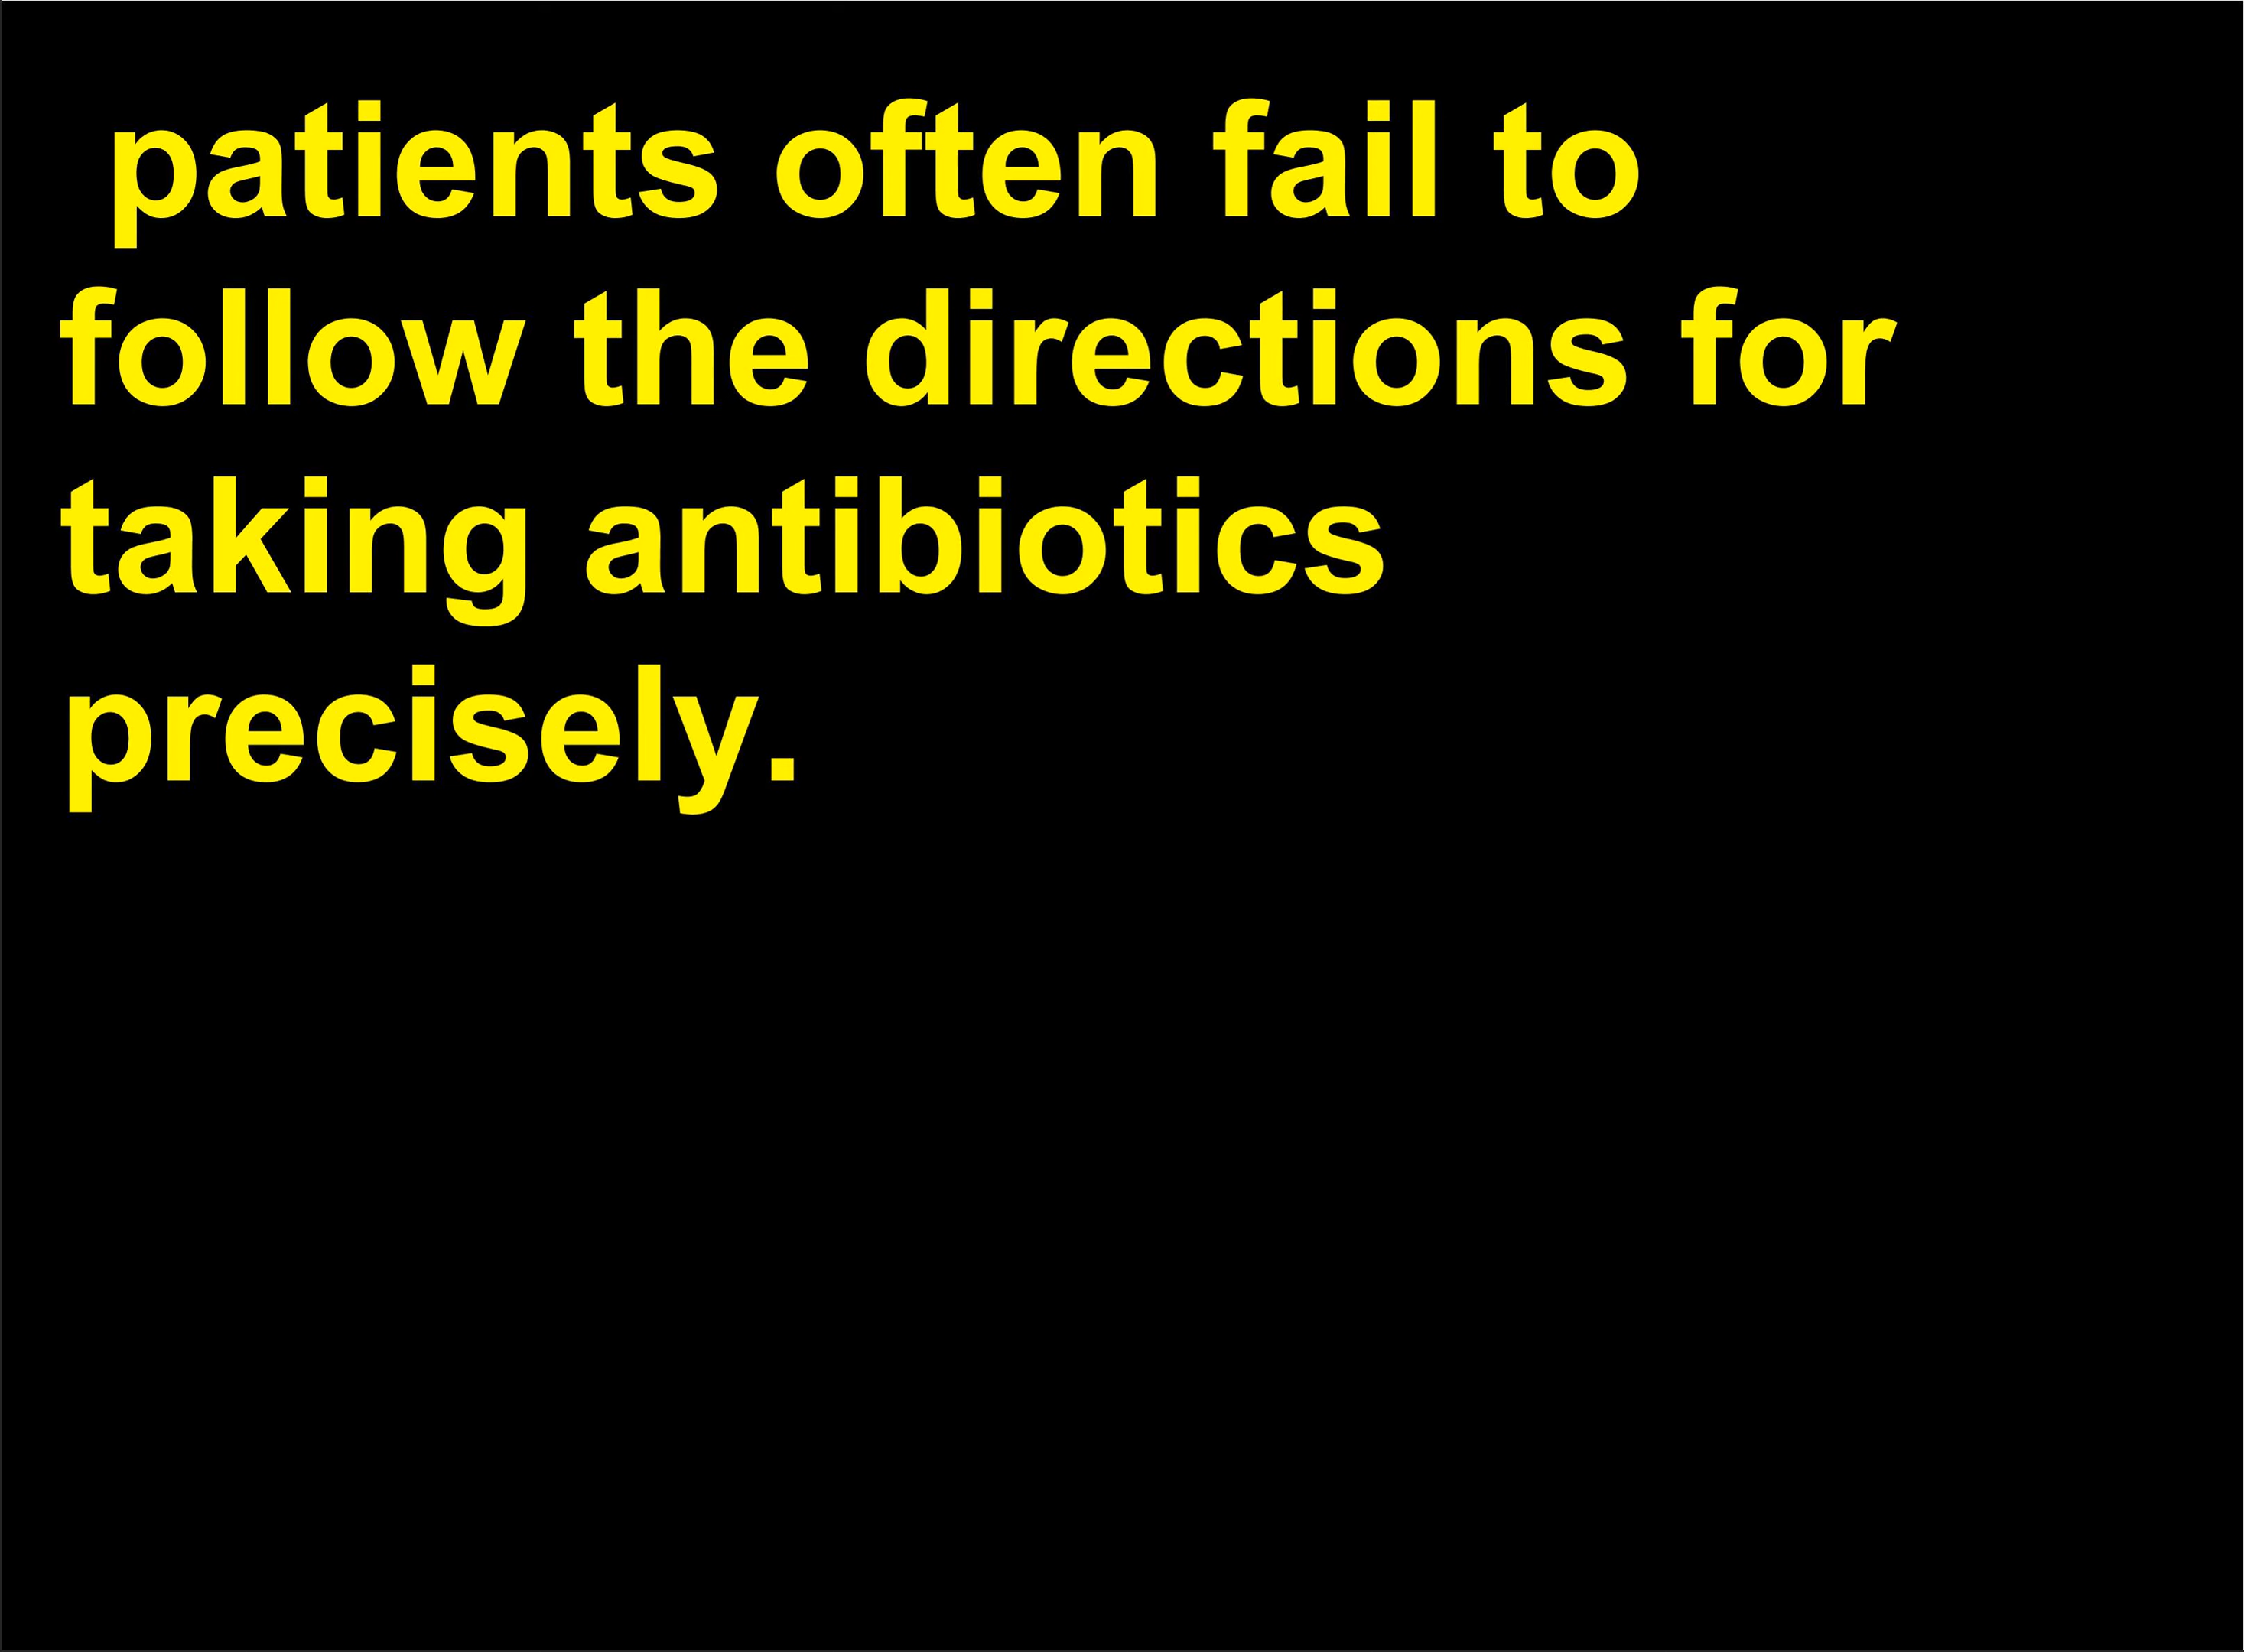 patients often fail to
follow the directions for
taking antibiotics
precisely.